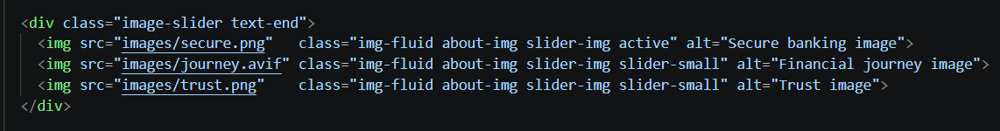 <div class="image-slider text-end">
  <img src="images/secure.png"   class="img-fluid about-img slider-img active" alt="Secure banking image">
  <img src="images/journey.avif" class="img-fluid about-img slider-img slider-small" alt="Financial journey image">
  <img src="images/trust.png"    class="img-fluid about-img slider-img slider-small" alt="Trust image">
</div>